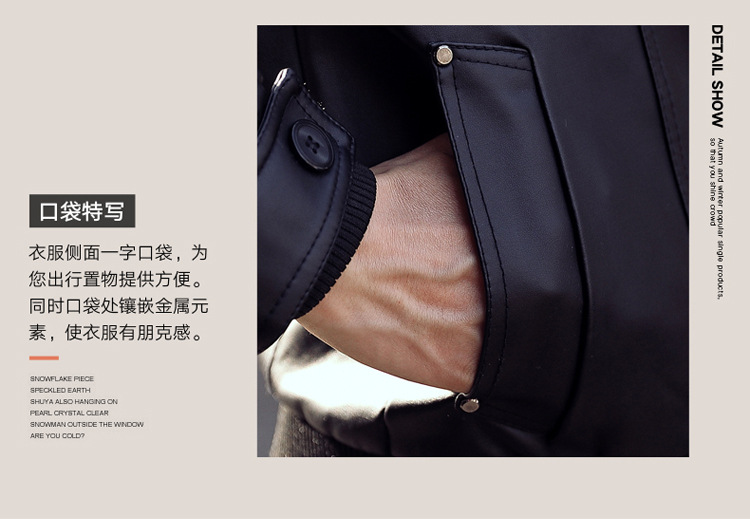 口袋特写
衣服侧面一字口袋，为
您出行置物提供方便。
同时口袋处镶嵌金属元
素，使衣服有朋克感。
SNOWFLAKE PIECE
SPECKLED EARTH
SHUYA ALSO HANGING ON
PEARL CRYSTAL CLEAR
SNOWMAN OUTSIDE THE WINDOW
ARE YOU COLD?
DETAIL SHOW
Autumn and winter popular single products,
so that you shine crowd